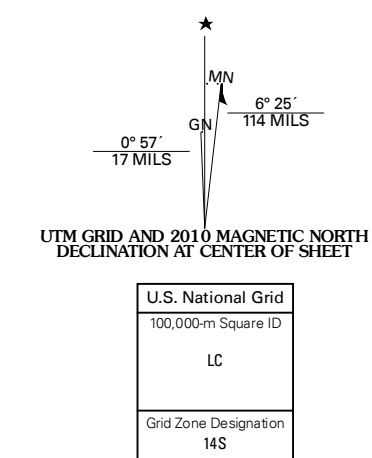 ★
MN
GN
6° 25´
114 MILS
0° 57´
17 MILS
UTM GRID AND 2010 MAGNETIC NORTH
DECLINATION AT CENTER OF SHEET
U.S. National Grid
100,000-m Square ID
LC
Grid Zone Designation
14S